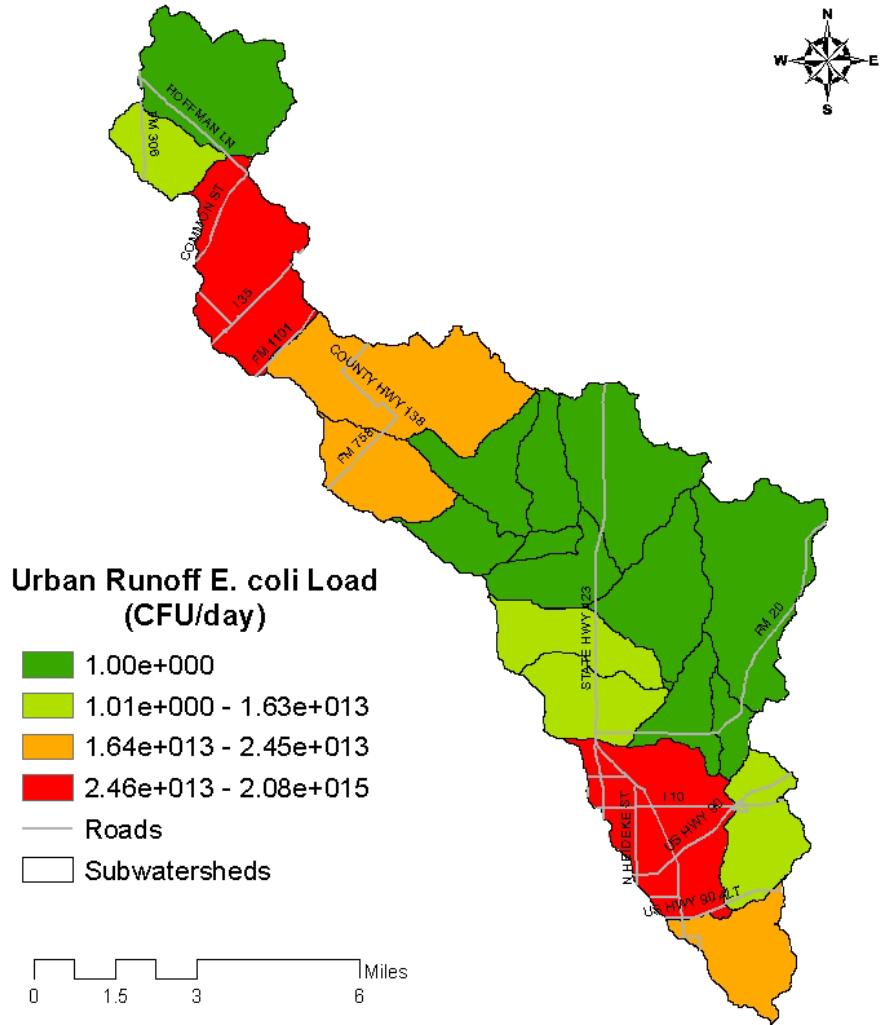 N
W E
S
HOFFMAN LN
FM 306
COMMON ST
I 35
FM 1101
COUNTY HWY 138
FM 758
STATE HWY 123
FM 20
I 10
US HWY 90
N HEIDEKE ST
US HWY 90 ALT
Urban Runoff E. coli Load
(CFU/day)
1.00e+000
1.01e+000 - 1.63e+013
1.64e+013 - 2.45e+013
2.46e+013 - 2.08e+015
Roads
Subwatersheds
Miles
0 1.5 3 6